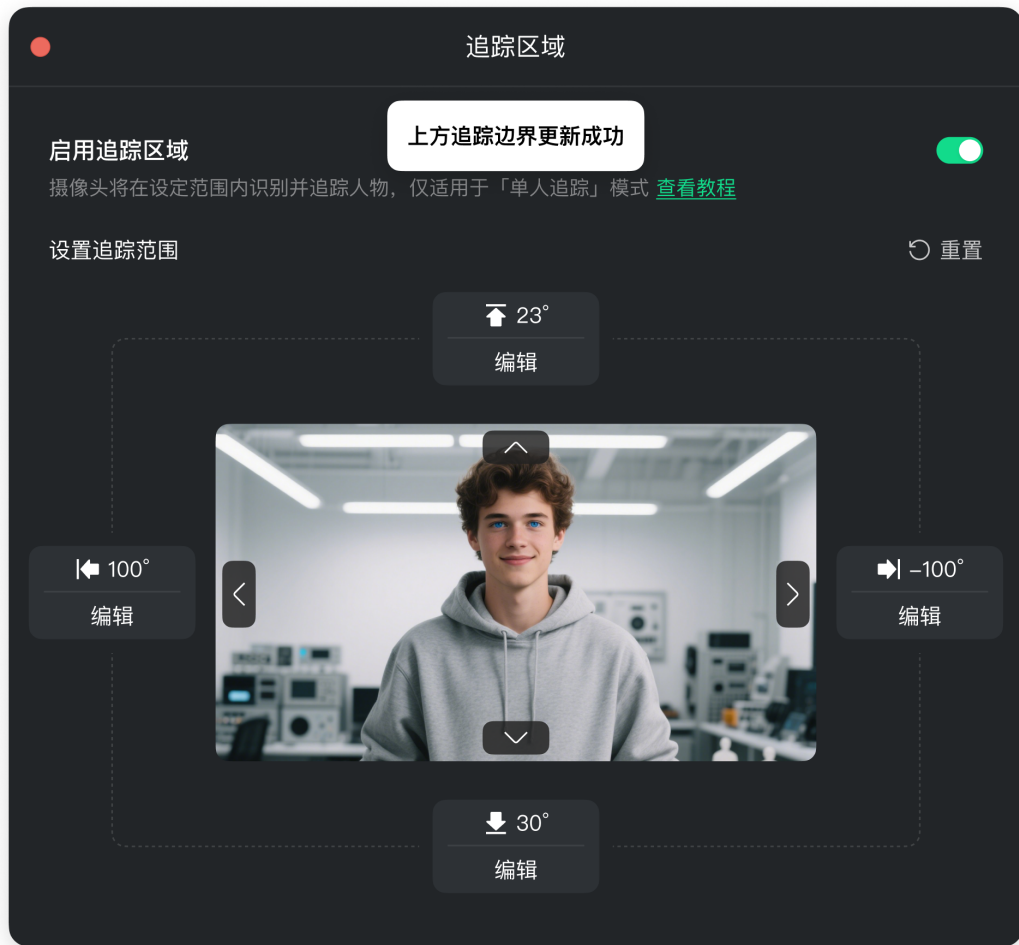 追踪区域
上方追踪边界更新成功
启用追踪区域
摄像头将在设定范围内识别并追踪人物，仅适用于「单人追踪」模式 查看教程
设置追踪范围
重置
23°
编辑
100°
编辑
–100°
编辑
30°
编辑